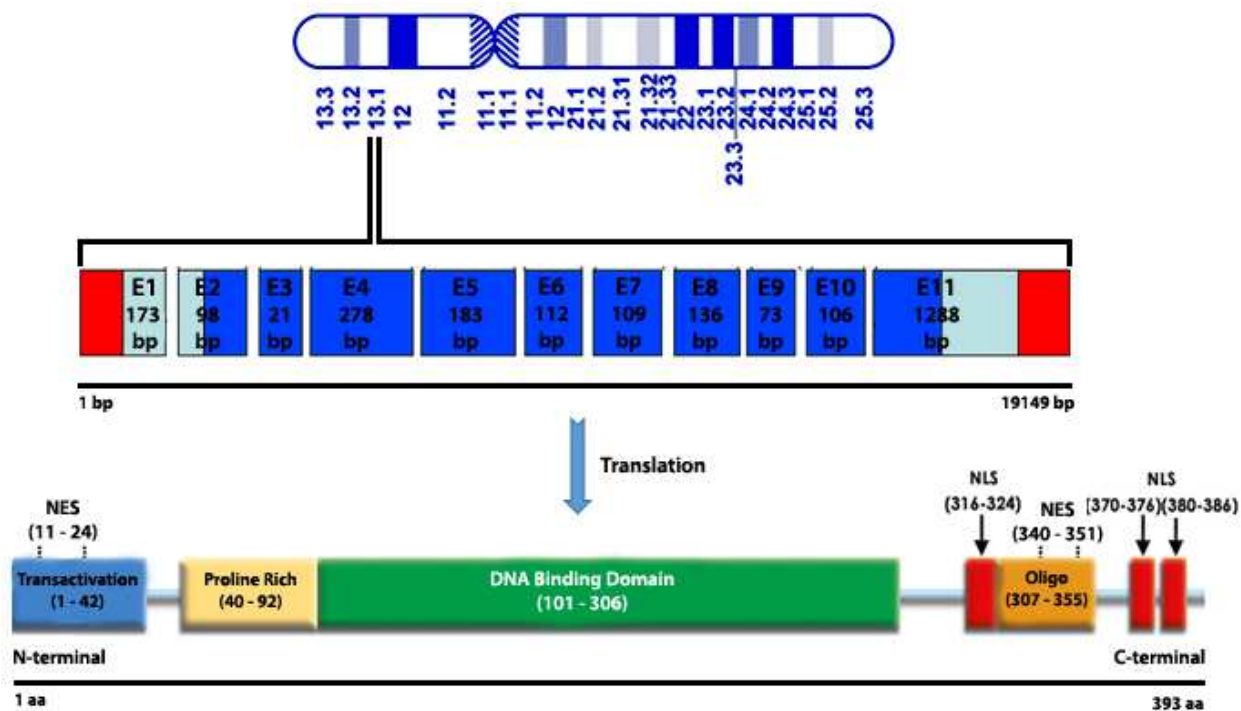 13.3
13.2
13.1
12
11.2
11.1
11.1
11.2
12
21.1
21.2
21.31
21.32
21.33
22
23.1
23.2
23.3
24.1
24.2
24.3
25.1
25.2
25.3
E1 E2 E3 E4 E5 E6 E7 E8 E9 E10 E11
173 98 21 278 183 112 109 136 73 106 1288
bp bp bp bp bp bp bp bp bp bp bp
1 bp 19149 bp
Translation
NES
(11 - 24)
NLS
(316-324)
NES
(340 - 351)
NLS
(370-376)(380-386)
Transactivation
(1 - 42)
Proline Rich
(40 - 92)
DNA Binding Domain
(101 - 306)
Oligo
(307 - 355)
N-terminal C-terminal
1 aa 393 aa